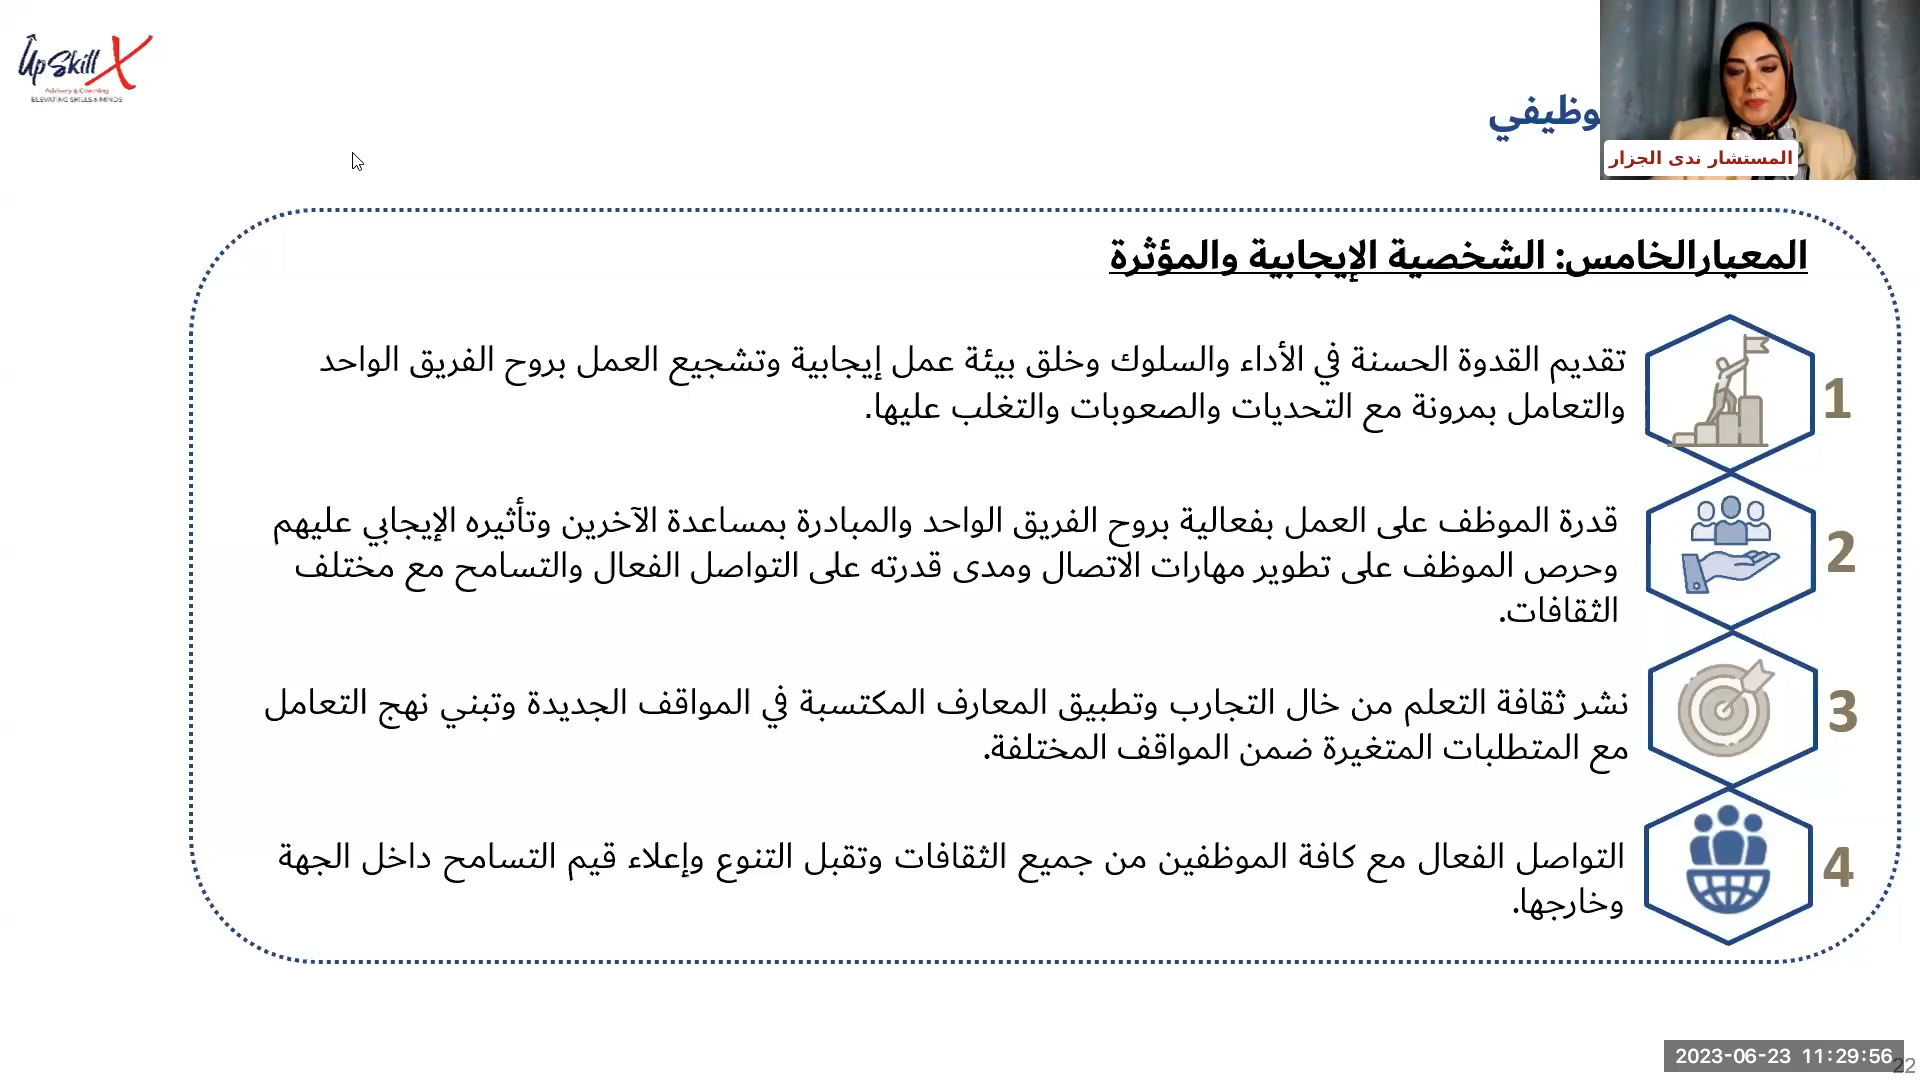 UpSkill X
Advisory & Coaching
ELEVATING SKILLS & MINDS
وظيفي
المستشار ندى الجزار
المعيارالخامس: الشخصية الإيجابية والمؤثرة
1
تقديم القدوة الحسنة في الأداء والسلوك وخلق بيئة عمل إيجابية وتشجيع العمل بروح الفريق الواحد
والتعامل بمرونة مع التحديات والصعوبات والتغلب عليها.
2
قدرة الموظف على العمل بفعالية بروح الفريق الواحد والمبادرة بمساعدة الآخرين وتأثيره الإيجابي عليهم
وحرص الموظف على تطوير مهارات الاتصال ومدى قدرته على التواصل الفعال والتسامح مع مختلف
الثقافات.
3
نشر ثقافة التعلم من خال التجارب وتطبيق المعارف المكتسبة في المواقف الجديدة وتبني نهج التعامل
مع المتطلبات المتغيرة ضمن المواقف المختلفة.
4
التواصل الفعال مع كافة الموظفين من جميع الثقافات وتقبل التنوع وإعلاء قيم التسامح داخل الجهة
وخارجها.
2023-06-23 11:29:56
22